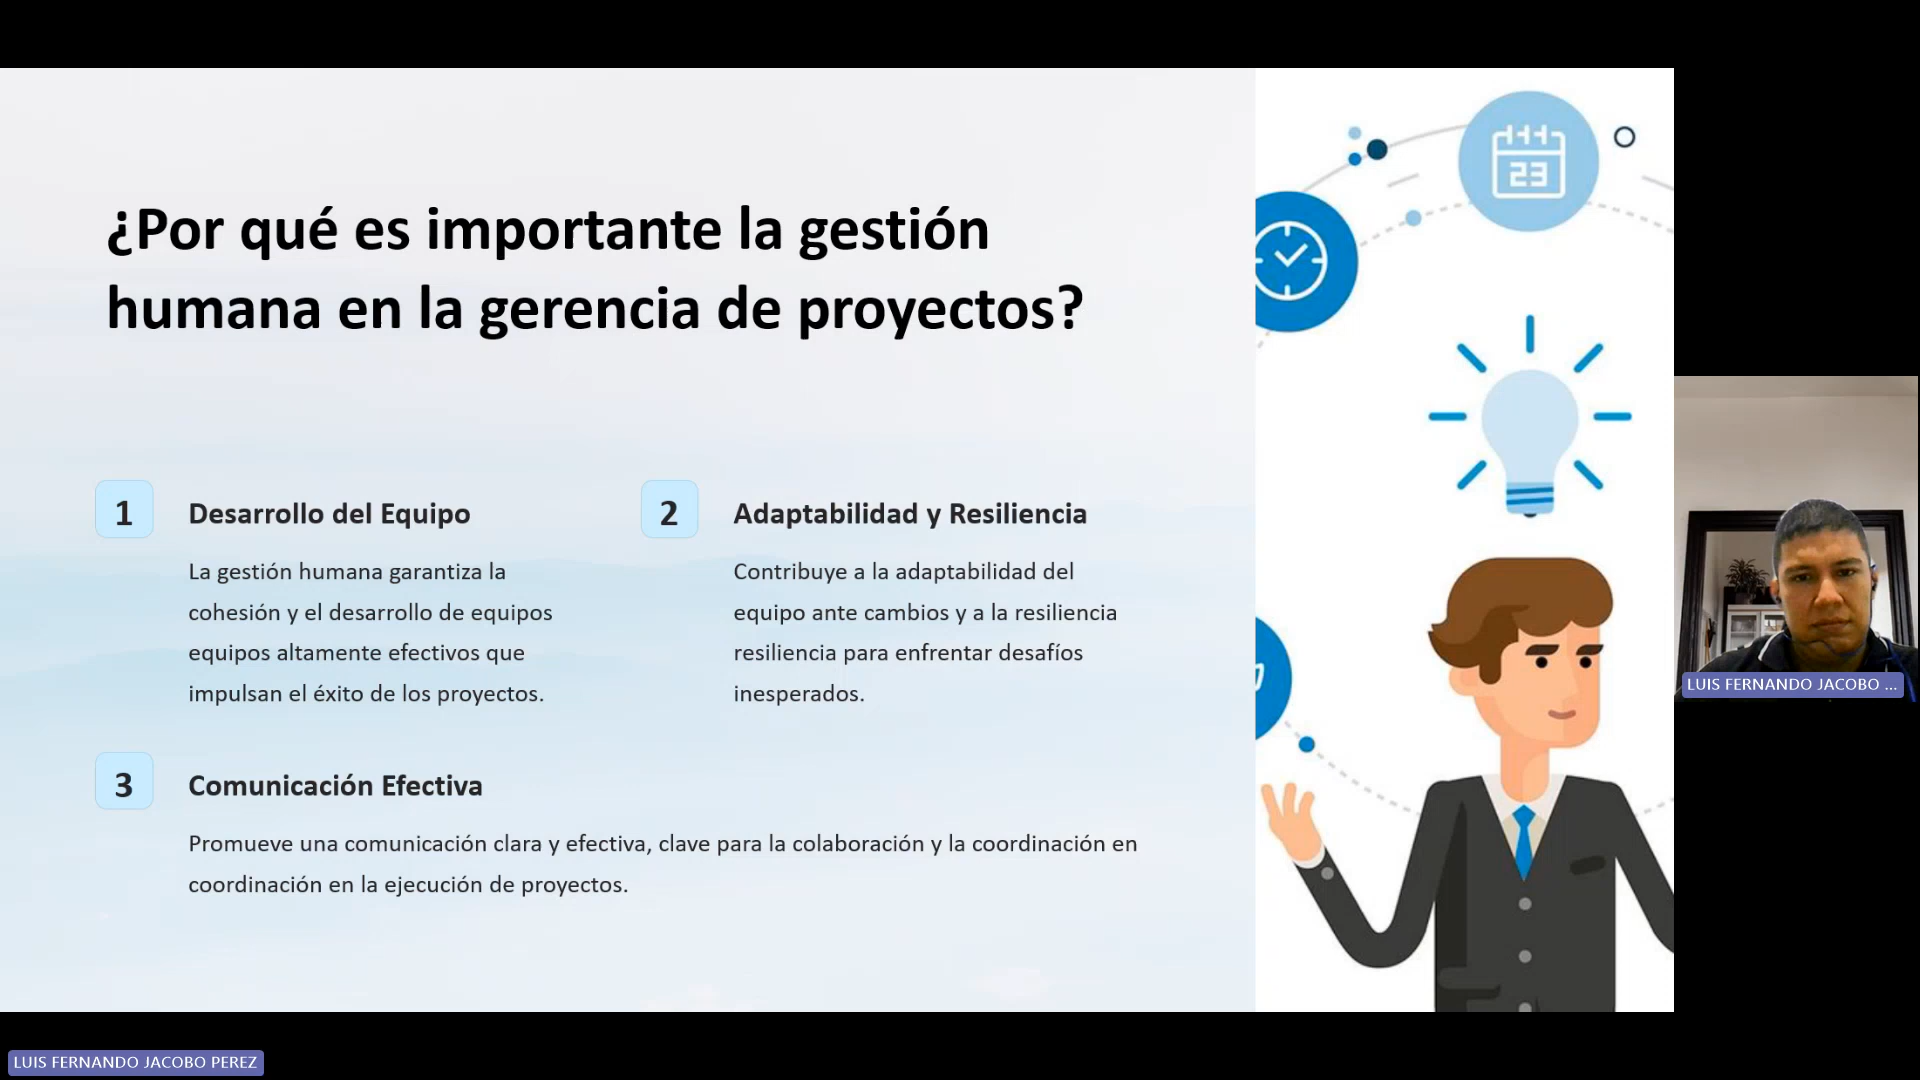 ¿Por qué es importante la gestión
humana en la gerencia de proyectos?
23
1
Desarrollo del Equipo
La gestión humana garantiza la
cohesión y el desarrollo de equipos
equipos altamente efectivos que
impulsan el éxito de los proyectos.
2
Adaptabilidad y Resiliencia
Contribuye a la adaptabilidad del
equipo ante cambios y a la resiliencia
resiliencia para enfrentar desafíos
inesperados.
3
Comunicación Efectiva
Promueve una comunicación clara y efectiva, clave para la colaboración y la coordinación en
coordinación en la ejecución de proyectos.
LUIS FERNANDO JACOBO ...
LUIS FERNANDO JACOBO PEREZ